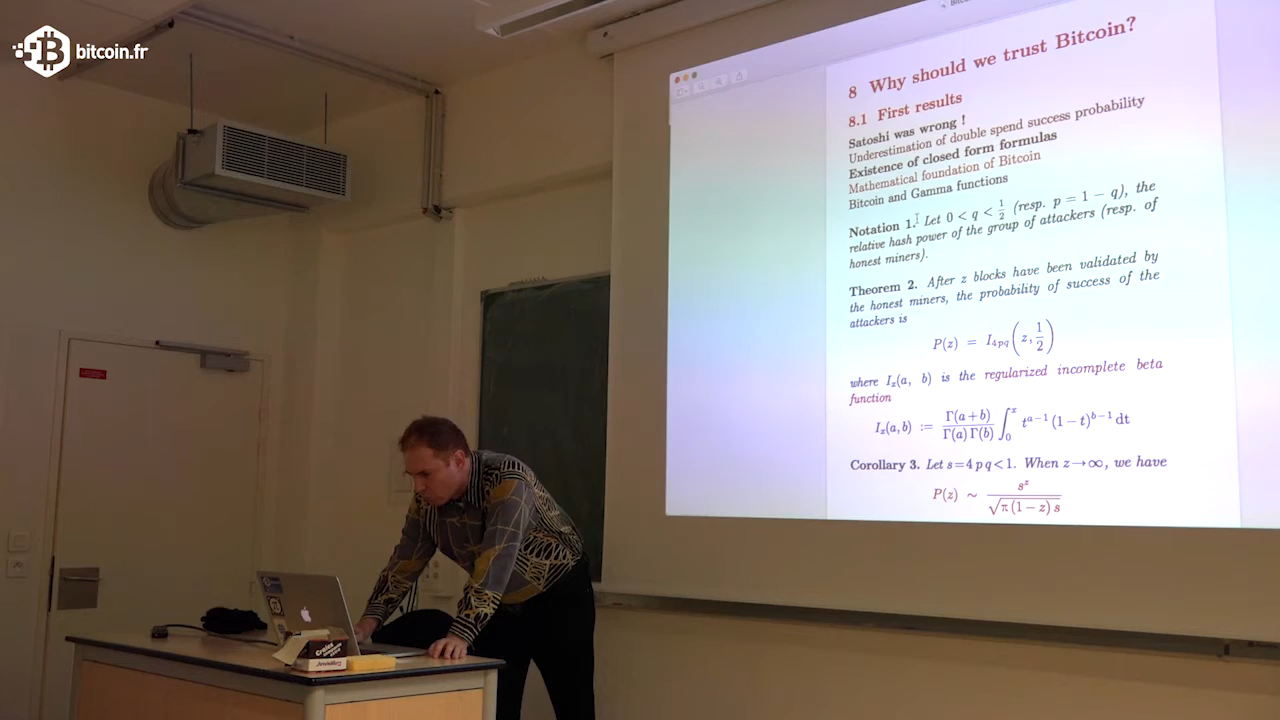 bitcoin.fr
8 Why should we trust Bitcoin?
8.1 First results
Satoshi was wrong !
Underestimation of double spend success probability
Existence of closed form formulas
Mathematical foundation of Bitcoin
Bitcoin and Gamma functions
Notation 1. Let 0 < q < 1/2 (resp. p = 1 − q), the
relative hash power of the group of attackers (resp. of
honest miners).
Theorem 2. After z blocks have been validated by
the honest miners, the probability of success of the
attackers is
P(z) = I_{4pq}(z, 1/2)
where I_x(a, b) is the regularized incomplete beta
function
I_x(a,b) := Γ(a+b)/(Γ(a) Γ(b)) ∫_0^x t^{a−1} (1−t)^{b−1} dt
Corollary 3. Let s=4 p q<1. When z→∞, we have
P(z) ∼ s^z/√(π (1−z) s)